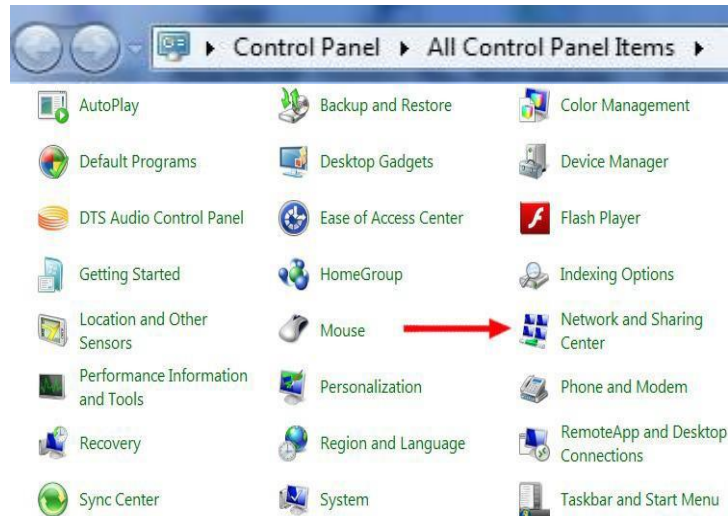 Control Panel All Control Panel Items
AutoPlay
Backup and Restore
Color Management
Default Programs
Desktop Gadgets
Device Manager
DTS Audio Control Panel
Ease of Access Center
Flash Player
Getting Started
HomeGroup
Indexing Options
Location and Other
Sensors
Mouse
Network and Sharing
Center
Performance Information
and Tools
Personalization
Phone and Modem
Recovery
Region and Language
RemoteApp and Desktop
Connections
Sync Center
System
Taskbar and Start Menu